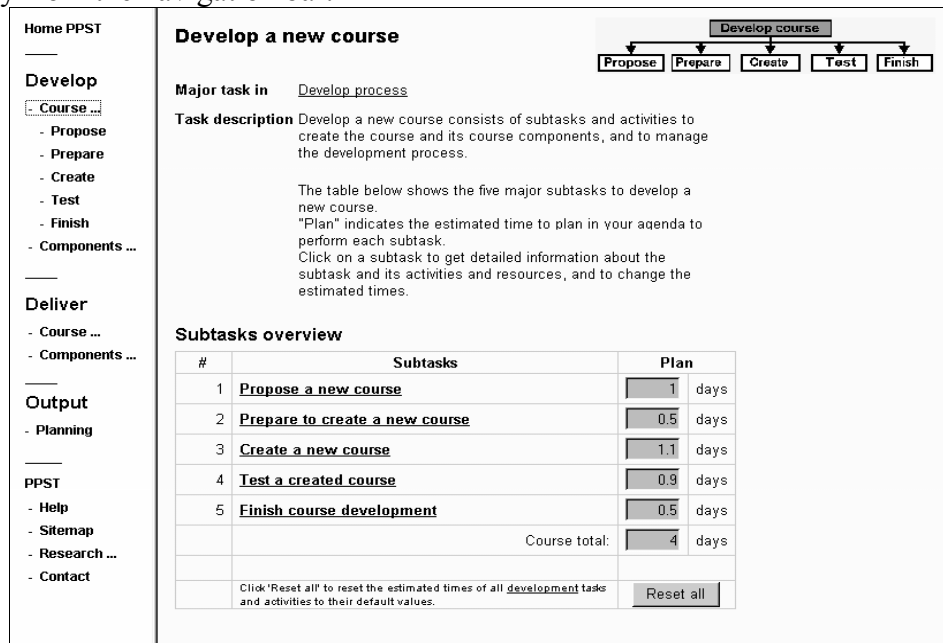 Home PPST
Develop
- Course ...
- Propose
- Prepare
- Create
- Test
- Finish
- Components ...
Deliver
- Course ...
- Components ...
Output
- Planning
PPST
- Help
- Sitemap
- Research ...
- Contact
Develop a new course
Develop course
Propose Prepare Create Test Finish
Major task in Develop process
Task description Develop a new course consists of subtasks and activities to
create the course and its course components, and to manage
the development process.
The table below shows the five major subtasks to develop a
new course.
"Plan" indicates the estimated time to plan in your agenda to
perform each subtask.
Click on a subtask to get detailed information about the
subtask and its activities and resources, and to change the
estimated times.
Subtasks overview
# Subtasks Plan
1 Propose a new course 1 days
2 Prepare to create a new course 0.5 days
3 Create a new course 1.1 days
4 Test a created course 0.9 days
5 Finish course development 0.5 days
Course total: 4 days
Click 'Reset all' to reset the estimated times of all development tasks
and activities to their default values.
Reset all